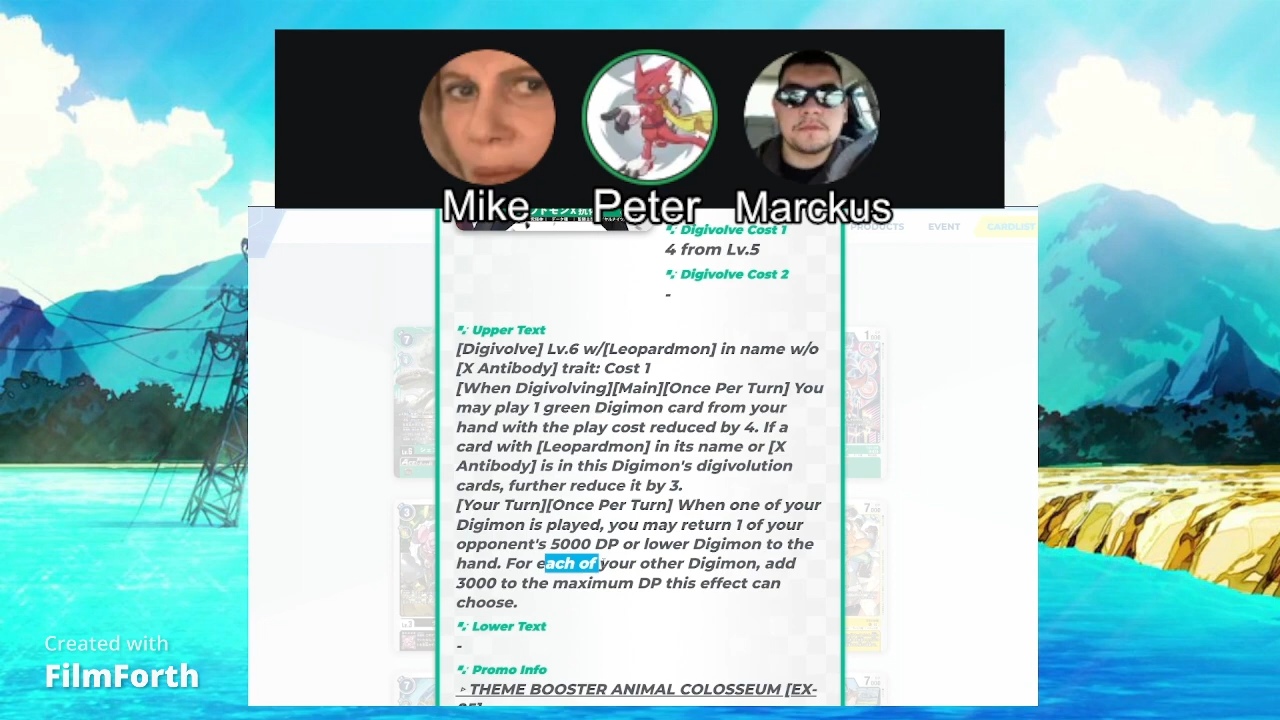 Mike Peter Marckus
PRODUCTS EVENT CARDLIST
Digivolve Cost 1
4 from Lv.5
Digivolve Cost 2
-
Upper Text
[Digivolve] Lv.6 w/[Leopardmon] in name w/o
[X Antibody] trait: Cost 1
[When Digivolving][Main][Once Per Turn] You
may play 1 green Digimon card from your
hand with the play cost reduced by 4. If a
card with [Leopardmon] in its name or [X
Antibody] is in this Digimon's digivolution
cards, further reduce it by 3.
[Your Turn][Once Per Turn] When one of your
Digimon is played, you may return 1 of your
opponent's 5000 DP or lower Digimon to the
hand. For each of your other Digimon, add
3000 to the maximum DP this effect can
choose.
Lower Text
-
Promo Info
THEME BOOSTER ANIMAL COLOSSEUM [EX-
Created with
FilmForth